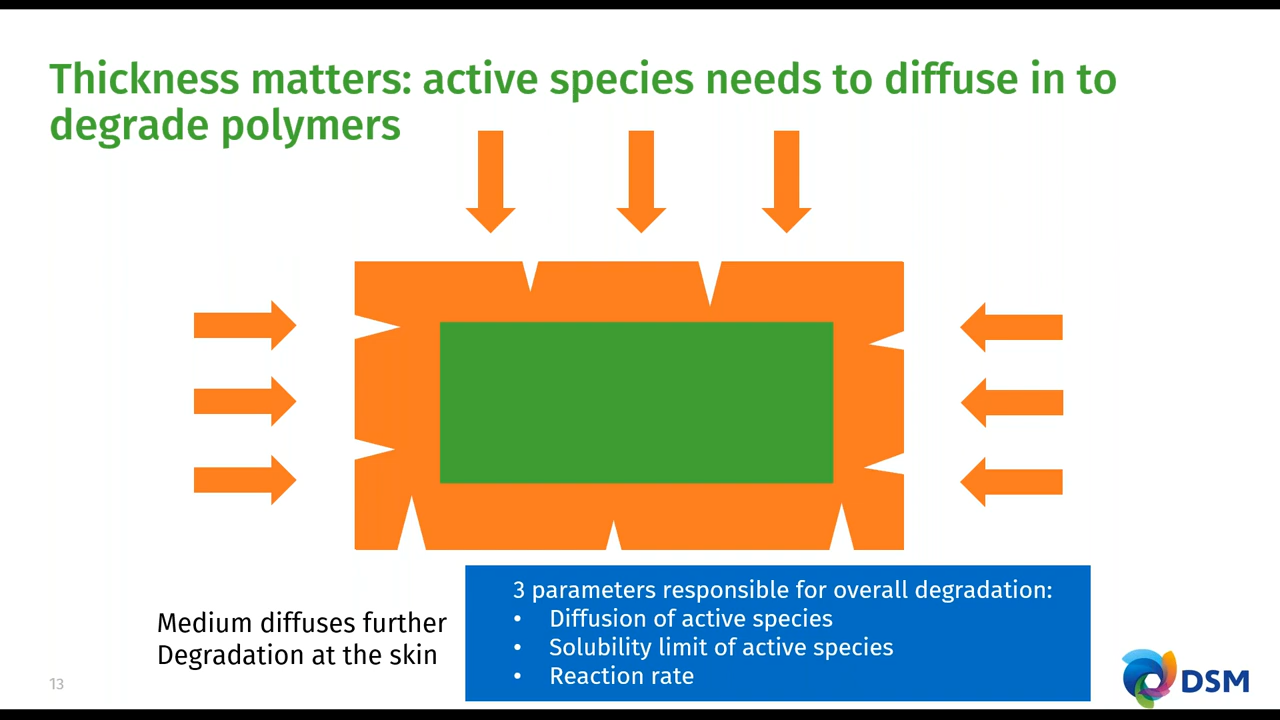 Thickness matters: active species needs to diffuse in to
degrade polymers
Medium diffuses further
Degradation at the skin
3 parameters responsible for overall degradation:
• Diffusion of active species
• Solubility limit of active species
• Reaction rate
13
DSM